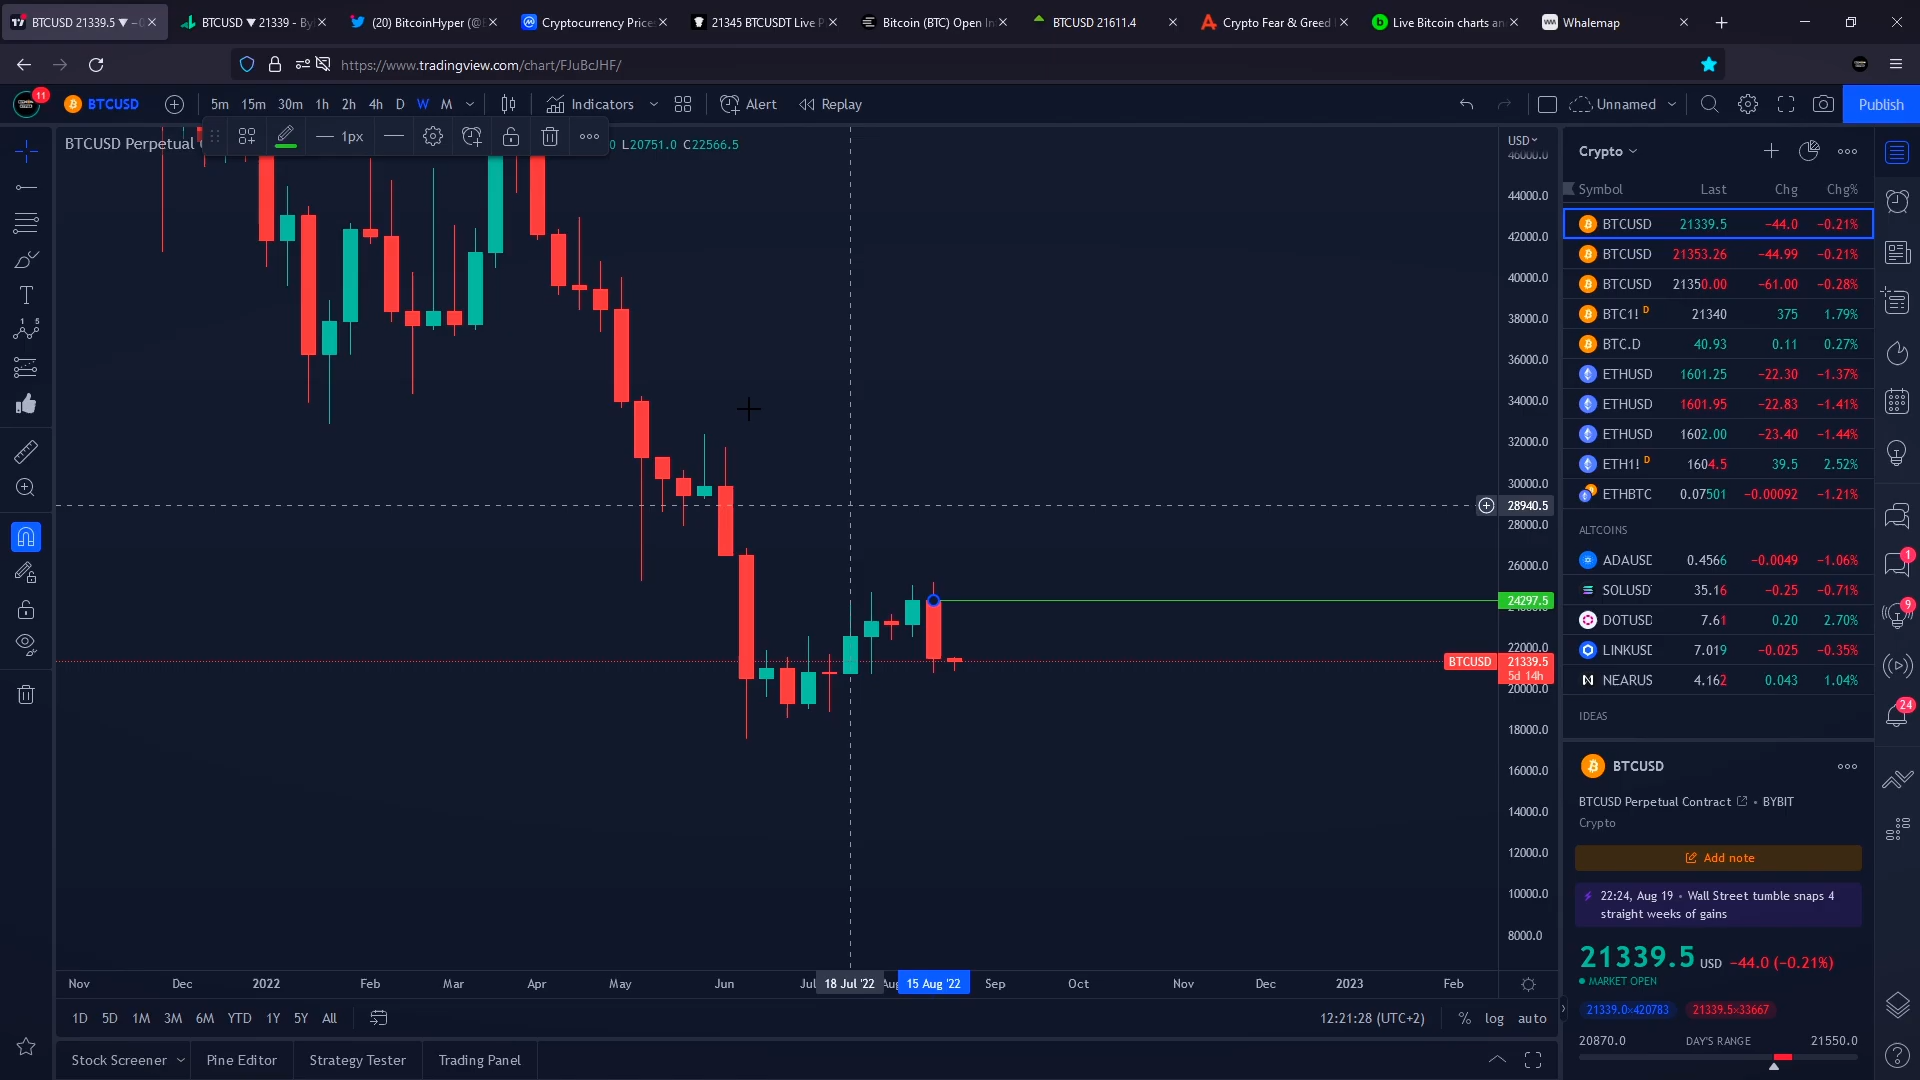 BTCUSD 21339.5 ▼ −0
BTCUSD ▼ 21339 - By
(20) BitcoinHyper (@
Cryptocurrency Price
21345 BTCUSDT Live P
Bitcoin (BTC) Open In
BTCUSD 21611.4
Crypto Fear & Greed
Live Bitcoin charts an
Whalemap
https://www.tradingview.com/chart/FJuBcJHF/
11
BTCUSD
5m 15m 30m 1h 2h 4h D W M
Indicators
Alert
Replay
Unnamed
Publish
1px
BTCUSD Perpetual
0 L20751.0 C22566.5
USD
46000.0
44000.0
42000.0
40000.0
38000.0
36000.0
34000.0
32000.0
30000.0
28940.5
28000.0
26000.0
24297.5
22000.0
BTCUSD 21339.5
5d 14h
20000.0
18000.0
16000.0
14000.0
12000.0
10000.0
8000.0
Nov Dec 2022 Feb Mar Apr May Jun Jul 18 Jul '22 Aug 15 Aug '22 Sep Oct Nov Dec 2023 Feb
1D 5D 1M 3M 6M YTD 1Y 5Y All
12:21:28 (UTC+2)
% log auto
Stock Screener
Pine Editor
Strategy Tester
Trading Panel
Crypto
Symbol Last Chg Chg%
BTCUSD 21339.5 −44.0 −0.21%
BTCUSD 21353.26 −44.99 −0.21%
BTCUSD 21350.00 −61.00 −0.28%
BTC1! D 21340 375 1.79%
BTC.D 40.93 0.11 0.27%
ETHUSD 1601.25 −22.30 −1.37%
ETHUSD 1601.95 −22.83 −1.41%
ETHUSD 1602.00 −23.40 −1.44%
ETH1! D 1604.5 39.5 2.52%
ETHBTC 0.07501 −0.00092 −1.21%
ALTCOINS
ADAUSD 0.4566 −0.0049 −1.06%
SOLUSD 35.16 −0.25 −0.71%
DOTUSD 7.61 0.20 2.70%
LINKUSD 7.019 −0.025 −0.35%
NEARUS 4.162 0.043 1.04%
IDEAS
BTCUSD
BTCUSD Perpetual Contract • BYBIT
Crypto
Add note
22:24, Aug 19 • Wall Street tumble snaps 4
straight weeks of gains
21339.5 USD −44.0 (−0.21%)
MARKET OPEN
21339.0×420783 21339.5×33667
20870.0 DAY'S RANGE 21550.0
1
9
24